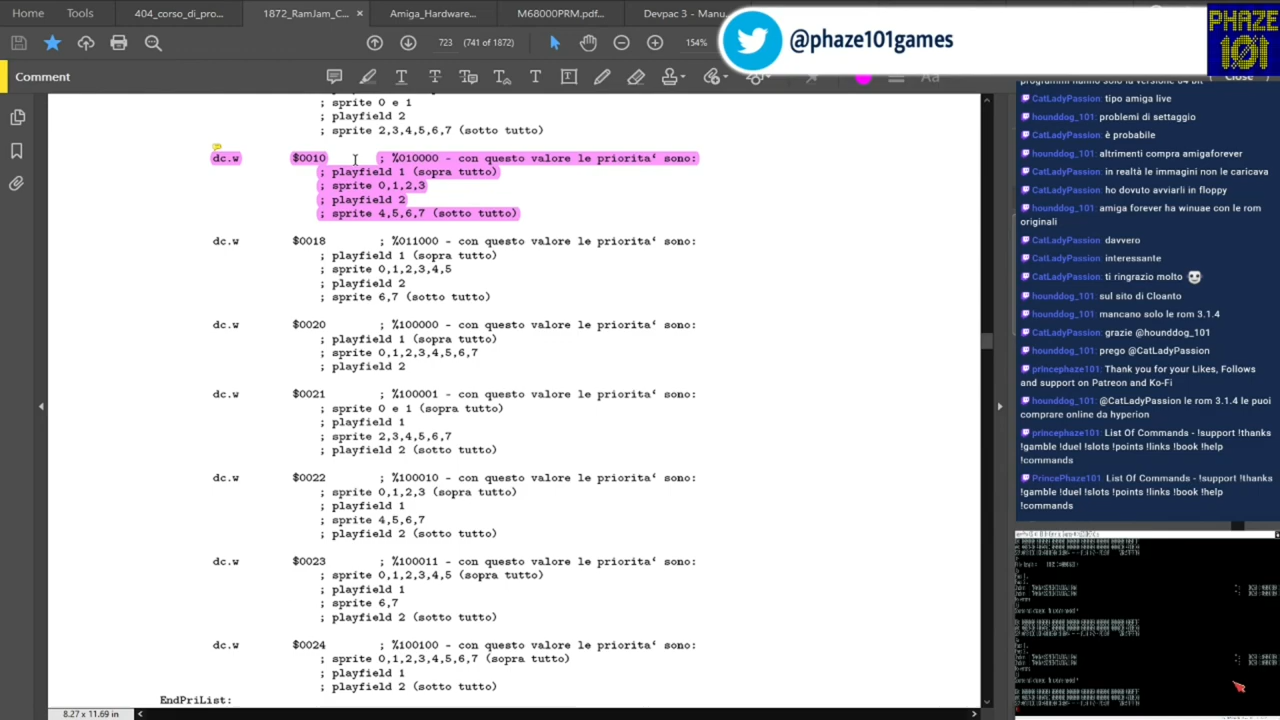 Home
Tools
404_corso_di_pro...
1872_RamJam_C...
×
Amiga_Hardware...
M68000PRM.pdf...
Devpac 3 - Manu...
@phaze101games
PHAZE
101
723
(741 of 1872)
154%
Comment
Close
; sprite 0 e 1
; playfield 2
; sprite 2,3,4,5,6,7 (sotto tutto)
dc.w $0010 ; %010000 - con questo valore le priorita‘ sono:
; playfield 1 (sopra tutto)
; sprite 0,1,2,3
; playfield 2
; sprite 4,5,6,7 (sotto tutto)
dc.w $0018 ; %011000 - con questo valore le priorita‘ sono:
; playfield 1 (sopra tutto)
; sprite 0,1,2,3,4,5
; playfield 2
; sprite 6,7 (sotto tutto)
dc.w $0020 ; %100000 - con questo valore le priorita‘ sono:
; playfield 1 (sopra tutto)
; sprite 0,1,2,3,4,5,6,7
; playfield 2
dc.w $0021 ; %100001 - con questo valore le priorita‘ sono:
; sprite 0 e 1 (sopra tutto)
; playfield 1
; sprite 2,3,4,5,6,7
; playfield 2 (sotto tutto)
dc.w $0022 ; %100010 - con questo valore le priorita‘ sono:
; sprite 0,1,2,3 (sopra tutto)
; playfield 1
; sprite 4,5,6,7
; playfield 2 (sotto tutto)
dc.w $0023 ; %100011 - con questo valore le priorita‘ sono:
; sprite 0,1,2,3,4,5 (sopra tutto)
; playfield 1
; sprite 6,7
; playfield 2 (sotto tutto)
dc.w $0024 ; %100100 - con questo valore le priorita‘ sono:
; sprite 0,1,2,3,4,5,6,7 (sopra tutto)
; playfield 1
; playfield 2 (sotto tutto)
EndPriList:
8.27 x 11.69 in
programmi hanno solo la versione 64 bit
CatLadyPassion: tipo amiga live
hounddog_101: problemi di settaggio
CatLadyPassion: è probabile
hounddog_101: altrimenti compra amigaforever
CatLadyPassion: in realtà le immagini non le caricava
CatLadyPassion: ho dovuto avviarli in floppy
hounddog_101: amiga forever ha winuae con le rom
originali
CatLadyPassion: davvero
CatLadyPassion: interessante
CatLadyPassion: ti ringrazio molto
hounddog_101: sul sito di Cloanto
hounddog_101: mancano solo le rom 3.1.4
CatLadyPassion: grazie @hounddog_101
hounddog_101: prego @CatLadyPassion
princephaze101: Thank you for your Likes, Follows
and support on Patreon and Ko-Fi
hounddog_101: @CatLadyPassion le rom 3.1.4 le puoi
comprare online da hyperion
princephaze101: List Of Commands - !support !thanks
!gamble !duel !slots !points !links !book !help
!commands
PrincePhaze101: List Of Commands - !support !thanks
!gamble !duel !slots !points !links !book !help
!commands